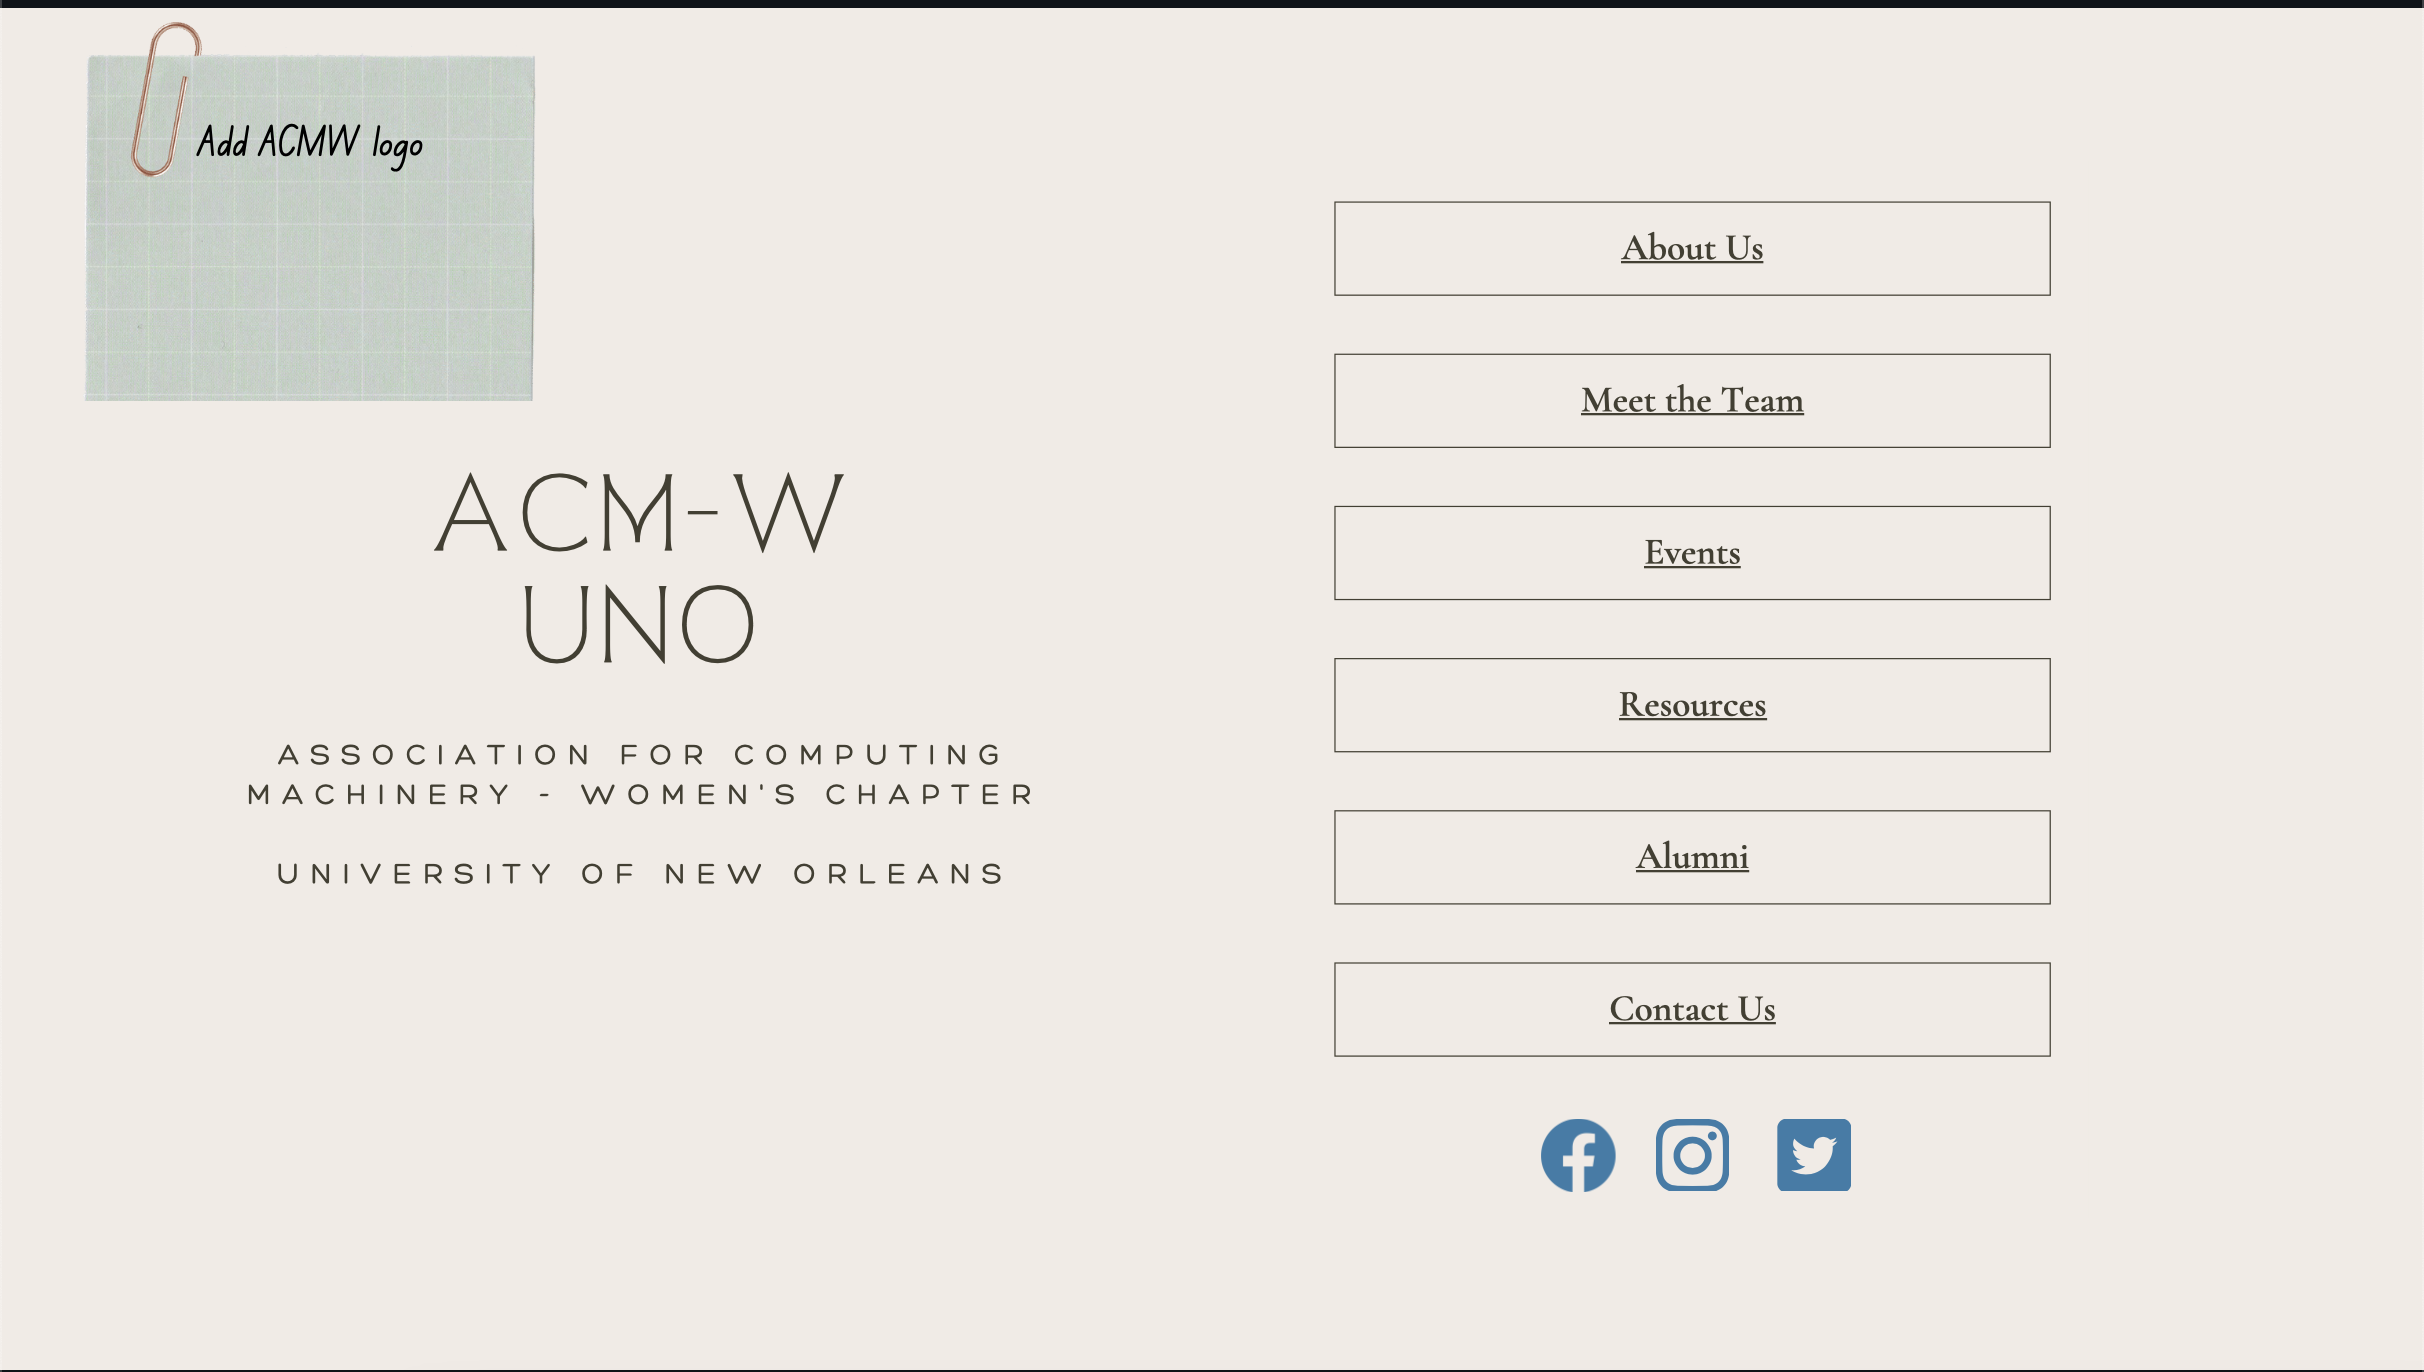 Add ACMW logo
ACM-W
UNO
ASSOCIATION FOR COMPUTING
MACHINERY - WOMEN'S CHAPTER
UNIVERSITY OF NEW ORLEANS
About Us
Meet the Team
Events
Resources
Alumni
Contact Us